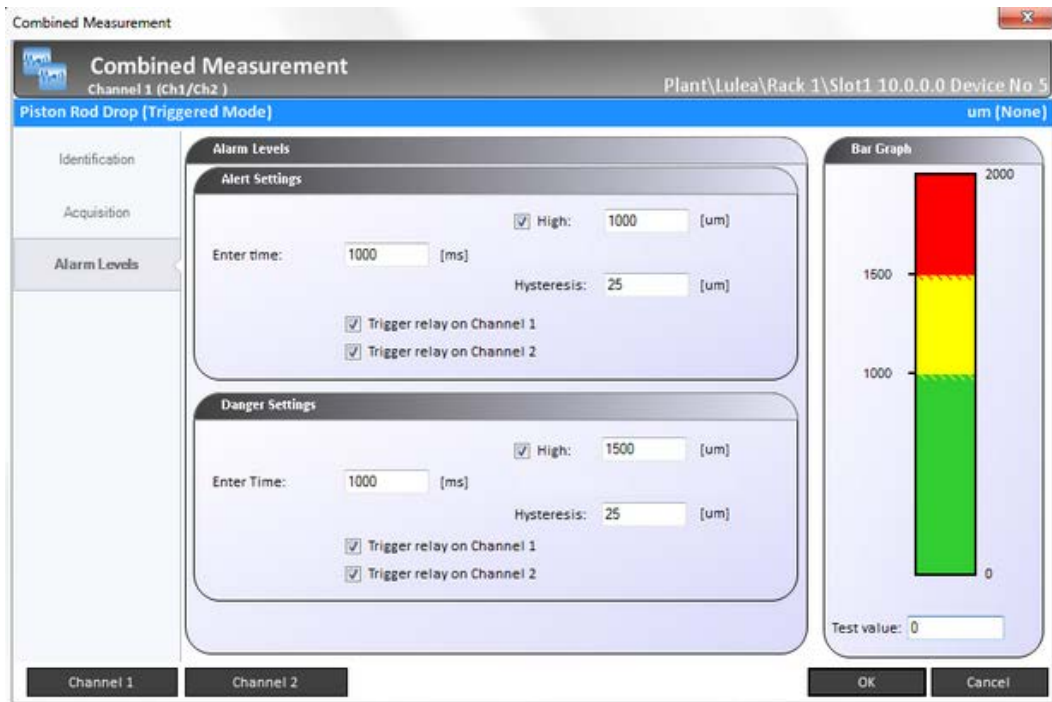 Combined Measurement
Combined Measurement
Channel 1 (Ch1/Ch2 )
Plant\Lulea\Rack 1\Slot1 10.0.0.0 Device No 5
Piston Rod Drop (Triggered Mode)
um (None)
Identification
Acquisition
Alarm Levels
Alarm Levels
Alert Settings
High: 1000 [um]
Enter time: 1000 [ms]
Hysteresis: 25 [um]
Trigger relay on Channel 1
Trigger relay on Channel 2
Danger Settings
High: 1500 [um]
Enter Time: 1000 [ms]
Hysteresis: 25 [um]
Trigger relay on Channel 1
Trigger relay on Channel 2
Bar Graph
2000
1500
1000
0
Test value: 0
Channel 1
Channel 2
OK
Cancel